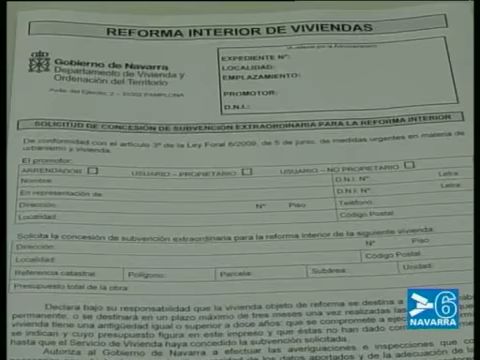 REFORMA INTERIOR DE VIVIENDAS
Gobierno de Navarra
Departamento de Vivienda y
Ordenación del Territorio
EXPEDIENTE Nº:
LOCALIDAD:
EMPLAZAMIENTO:
PROMOTOR:
D.N.I.:
SOLICITUD DE CONCESIÓN DE SUBVENCIÓN EXTRAORDINARIA PARA LA REFORMA INTERIOR
De conformidad con el artículo 3º de la Ley Foral 6/2009, de 5 de junio, de medidas urgentes en materia de
urbanismo y vivienda.
El promotor:
ARRENDADOR USUARIO – PROPIETARIO USUARIO – NO PROPIETARIO
Nombre: D.N.I. Nº. Letra:
En representación de: D.N.I. Nº. Letra:
Dirección: Nº Piso Teléfono:
Localidad: Código Postal:
Solicita la concesión de subvención extraordinaria para la reforma interior de la siguiente vivienda:
Dirección: Nº Piso:
Localidad: Código Postal:
Referencia catastral: Polígono: Parcela: Subárea: Unidad:
Presupuesto total de la obra:
Declara bajo su responsabilidad que la vivienda objeto de reforma se destina a
permanente, o se destinará en un plazo máximo de tres meses una vez realizadas las
vivienda tiene una antigüedad igual o superior a doce años; que se compromete a
se indican y cuyo presupuesto figura en este impreso y que éstas no han dado
hasta que el Servicio de Vivienda haya concedido la subvención solicitada.
Autoriza al Gobierno de Navarra a efectuar las averiguaciones e inspecciones que
6
NAVARRA